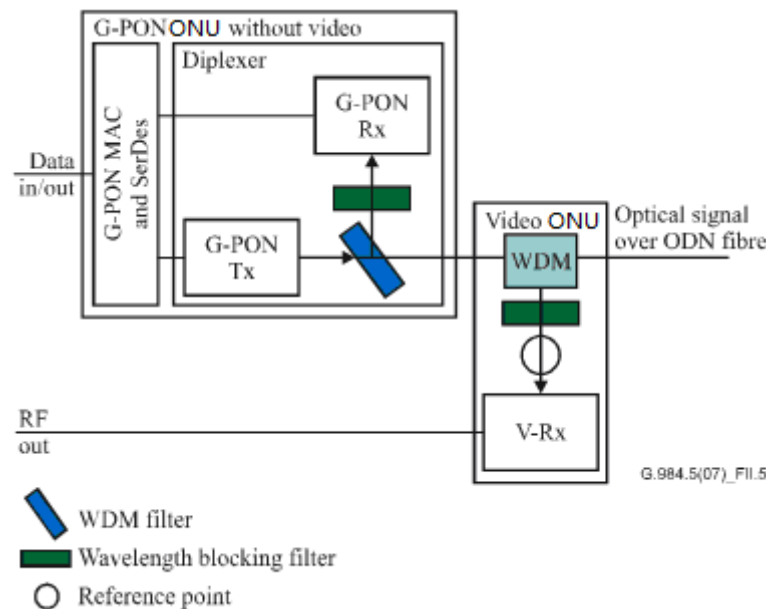 G-PON ONU without video
Diplexer
G-PON MAC
and SerDes
G-PON
Rx
Data
in/out
G-PON
Tx
Video ONU
WDM
Optical signal
over ODN fibre
V-Rx
RF
out
G.984.5(07)_FII.5
WDM filter
Wavelength blocking filter
Reference point